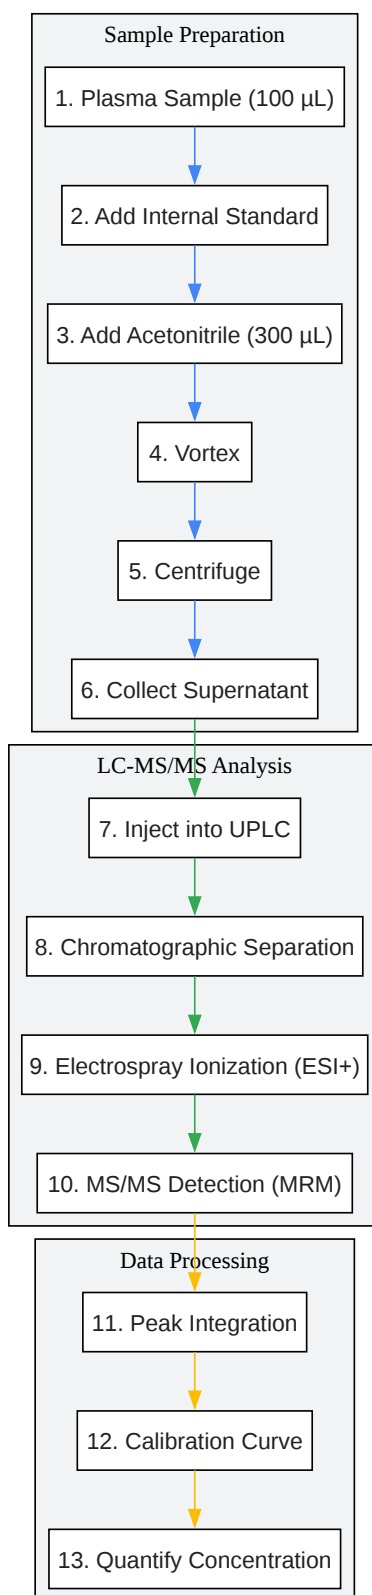 Sample Preparation
1. Plasma Sample (100 µL)
2. Add Internal Standard
3. Add Acetonitrile (300 µL)
4. Vortex
5. Centrifuge
6. Collect Supernatant
LC-MS/MS Analysis
7. Inject into UPLC
8. Chromatographic Separation
9. Electrospray Ionization (ESI+)
10. MS/MS Detection (MRM)
Data Processing
11. Peak Integration
12. Calibration Curve
13. Quantify Concentration